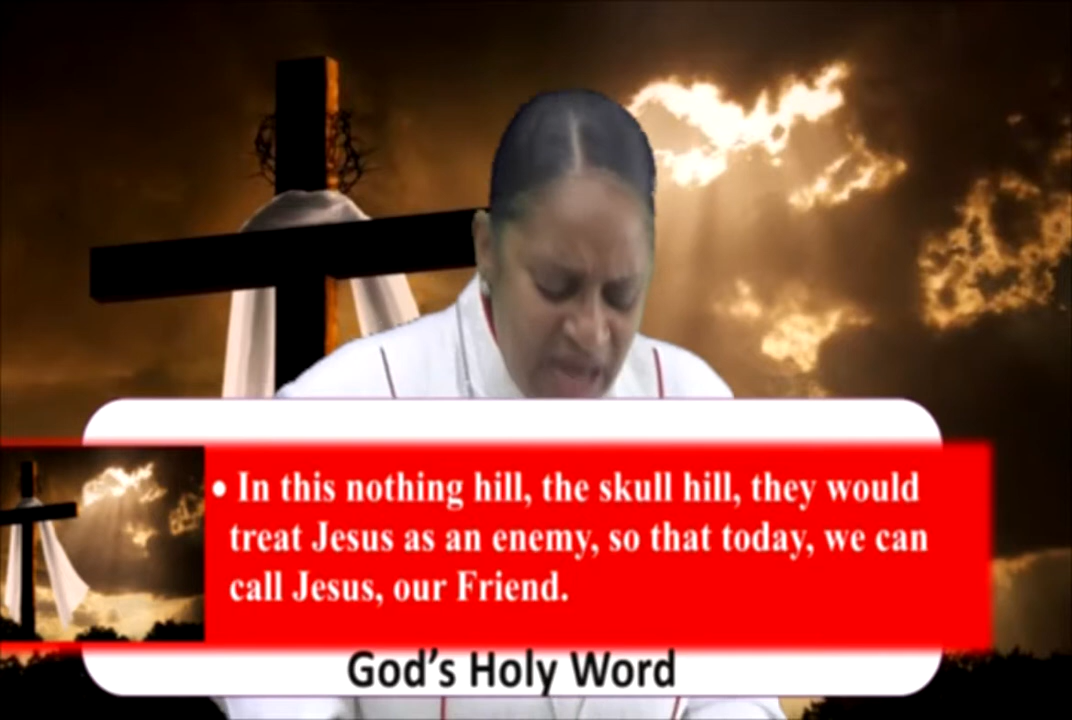 • In this nothing hill, the skull hill, they would
treat Jesus as an enemy, so that today, we can
call Jesus, our Friend.
God’s Holy Word